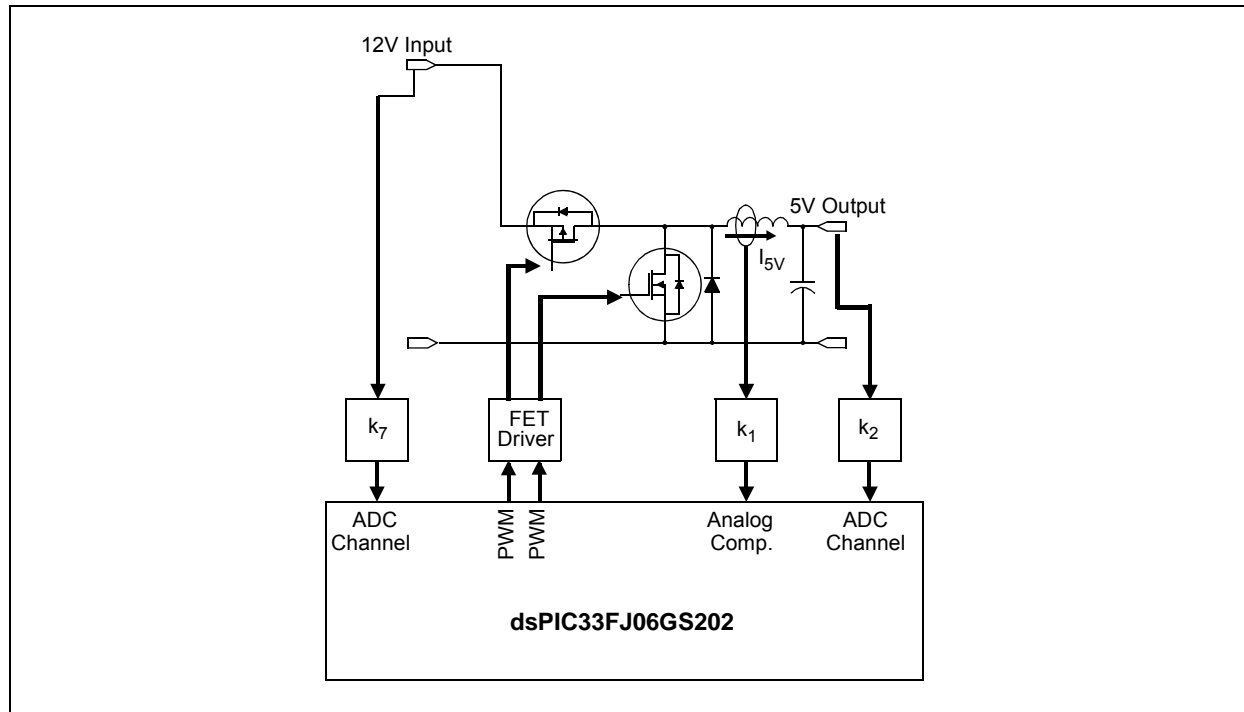 12V Input
5V Output
I5V
k7
FET
Driver
k1
k2
ADC
Channel
PWM
PWM
Analog
Comp.
ADC
Channel
dsPIC33FJ06GS202